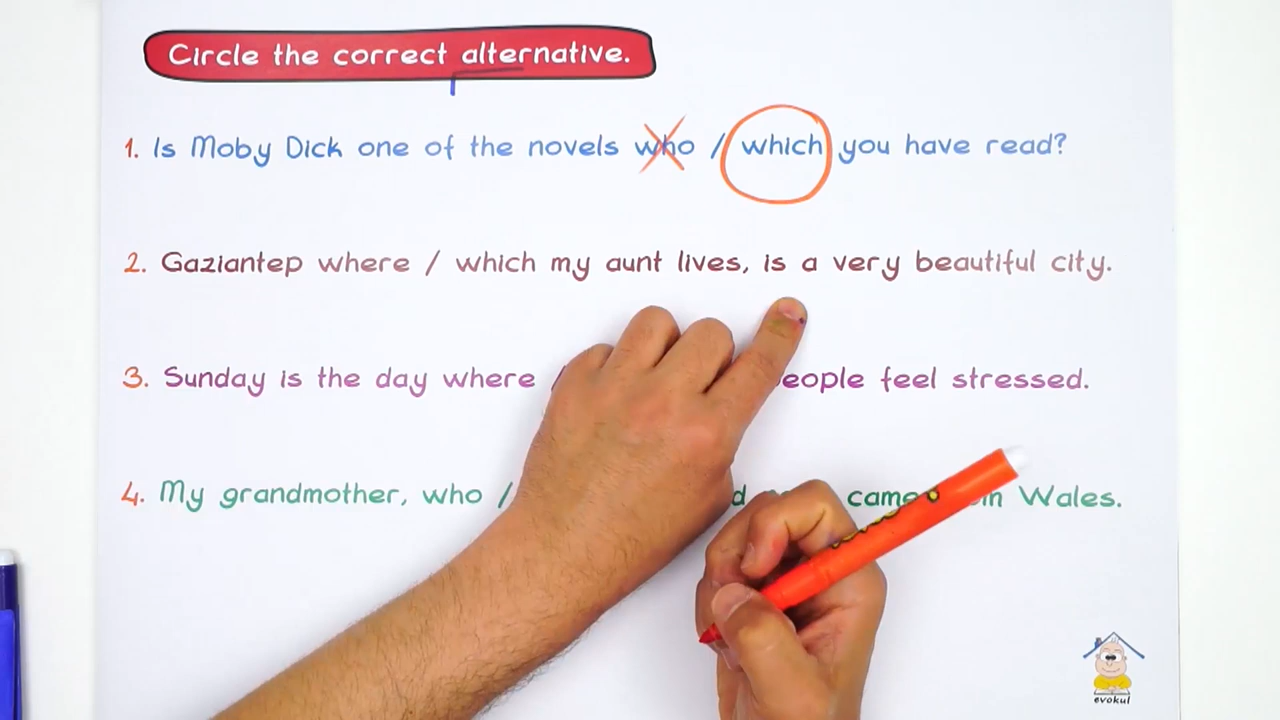 Circle the correct alternative.
1. Is Moby Dick one of the novels who / which you have read?
2. Gaziantep where / which my aunt lives, is a very beautiful city.
3. Sunday is the day where people feel stressed.
4. My grandmother, who / came Wales.
evokul